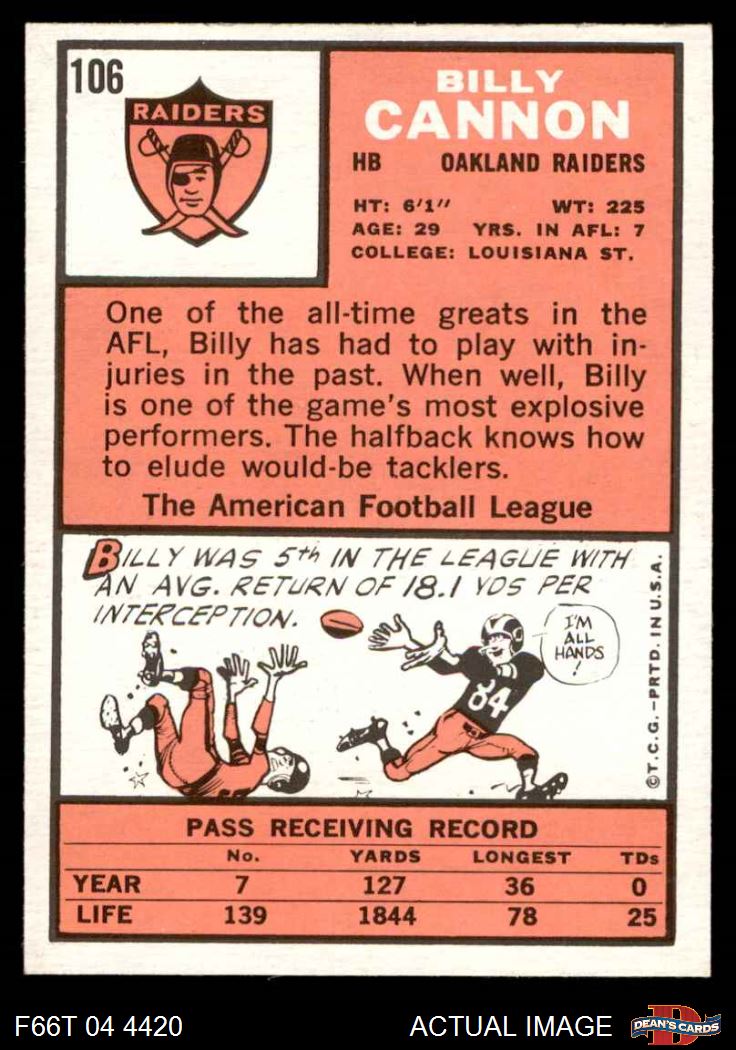 106
RAIDERS
BILLY
CANNON
HB OAKLAND RAIDERS
HT: 6'1" WT: 225
AGE: 29 YRS. IN AFL: 7
COLLEGE: LOUISIANA ST.
One of the all-time greats in the
AFL, Billy has had to play with in-
juries in the past. When well, Billy
is one of the game's most explosive
performers. The halfback knows how
to elude would-be tacklers.
The American Football League
BILLY WAS 5th IN THE LEAGUE WITH
AN AVG. RETURN OF 18.1 YDS PER
INTERCEPTION.
I'M
ALL
HANDS
!
84
©T.C.G.–PRTD. IN U.S.A.
PASS RECEIVING RECORD
No. YARDS LONGEST TDs
YEAR 7 127 36 0
LIFE 139 1844 78 25
F66T 04 4420 ACTUAL IMAGE D DEAN'S CARDS